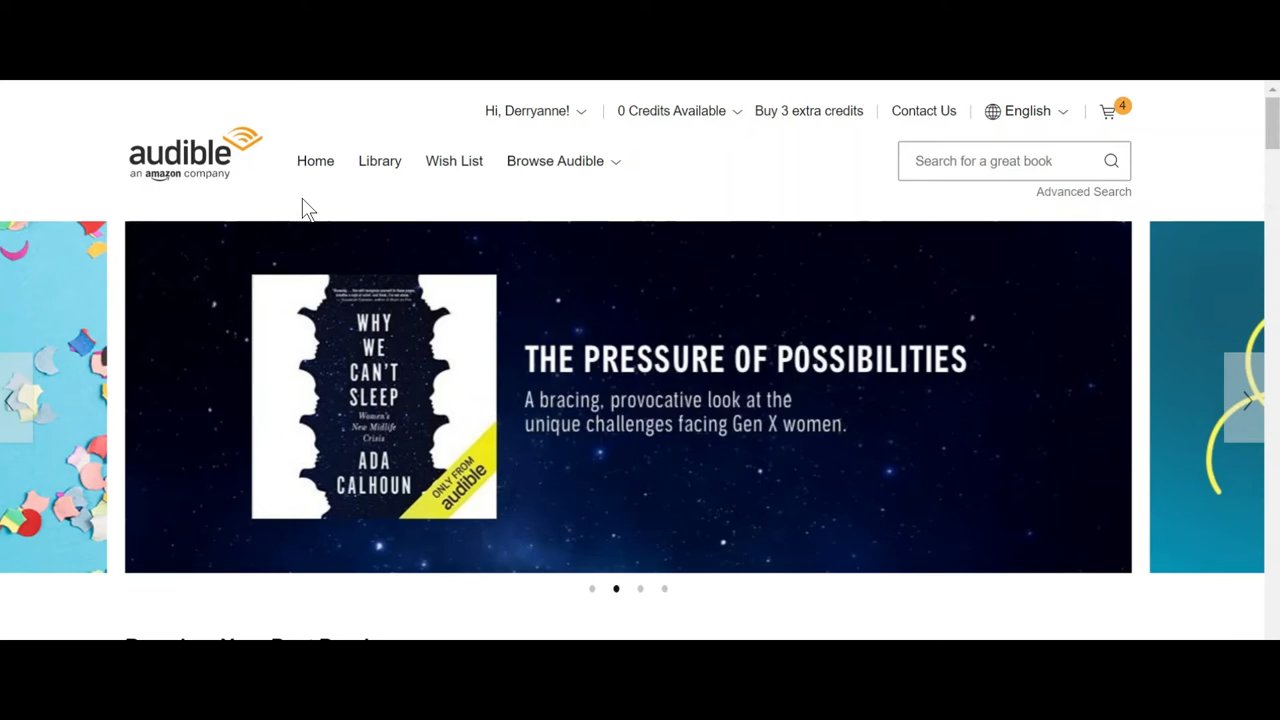 Hi, Derryanne!
0 Credits Available
Buy 3 extra credits
Contact Us
English
4
audible
an amazon company
Home
Library
Wish List
Browse Audible
Search for a great book
Advanced Search
WHY
WE
CAN'T
SLEEP
Women's
New Midlife
Crisis
ADA
CALHOUN
ONLY FROM
audible
THE PRESSURE OF POSSIBILITIES
A bracing, provocative look at the
unique challenges facing Gen X women.